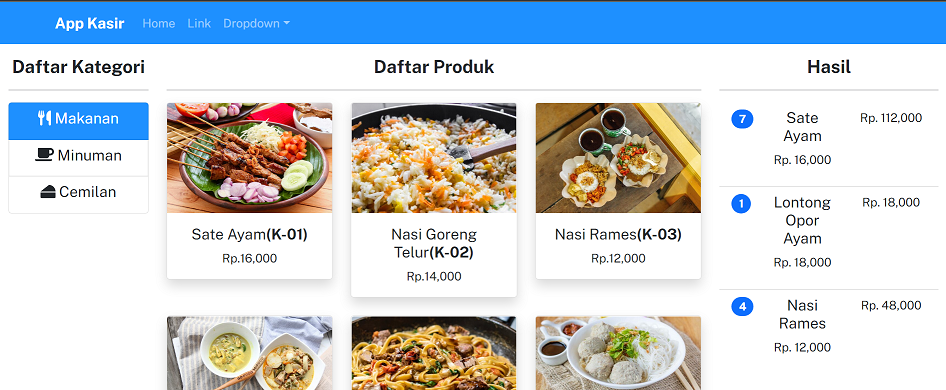 App Kasir Home Link Dropdown
Daftar Kategori
Makanan
Minuman
Cemilan
Daftar Produk
Sate Ayam(K-01)
Rp.16,000
Nasi Goreng
Telur(K-02)
Rp.14,000
Nasi Rames(K-03)
Rp.12,000
Hasil
7 Sate Rp. 112,000
Ayam
Rp. 16,000
1 Lontong Rp. 18,000
Opor
Ayam
Rp. 18,000
4 Nasi Rp. 48,000
Rames
Rp. 12,000